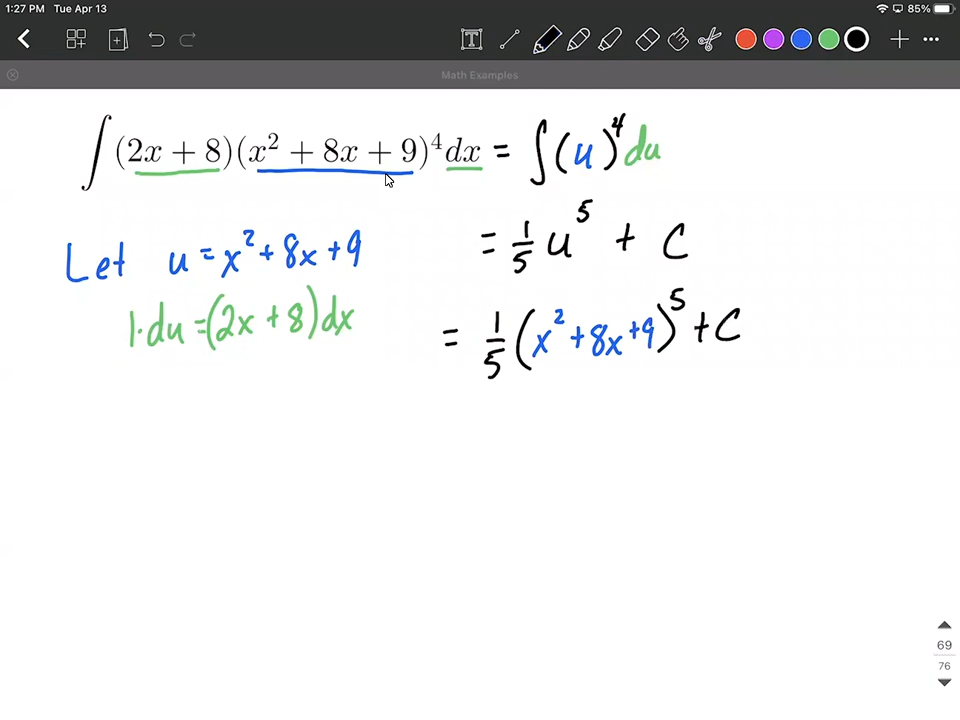 1:27 PM Tue Apr 13 85%
Math Examples
∫(2x + 8)(x² + 8x + 9)⁴dx = ∫(u)⁴du
= 1/5 u⁵ + C
Let u = x² + 8x + 9
1·du = (2x + 8)dx
= 1/5 (x² + 8x + 9)⁵ + C
69
76